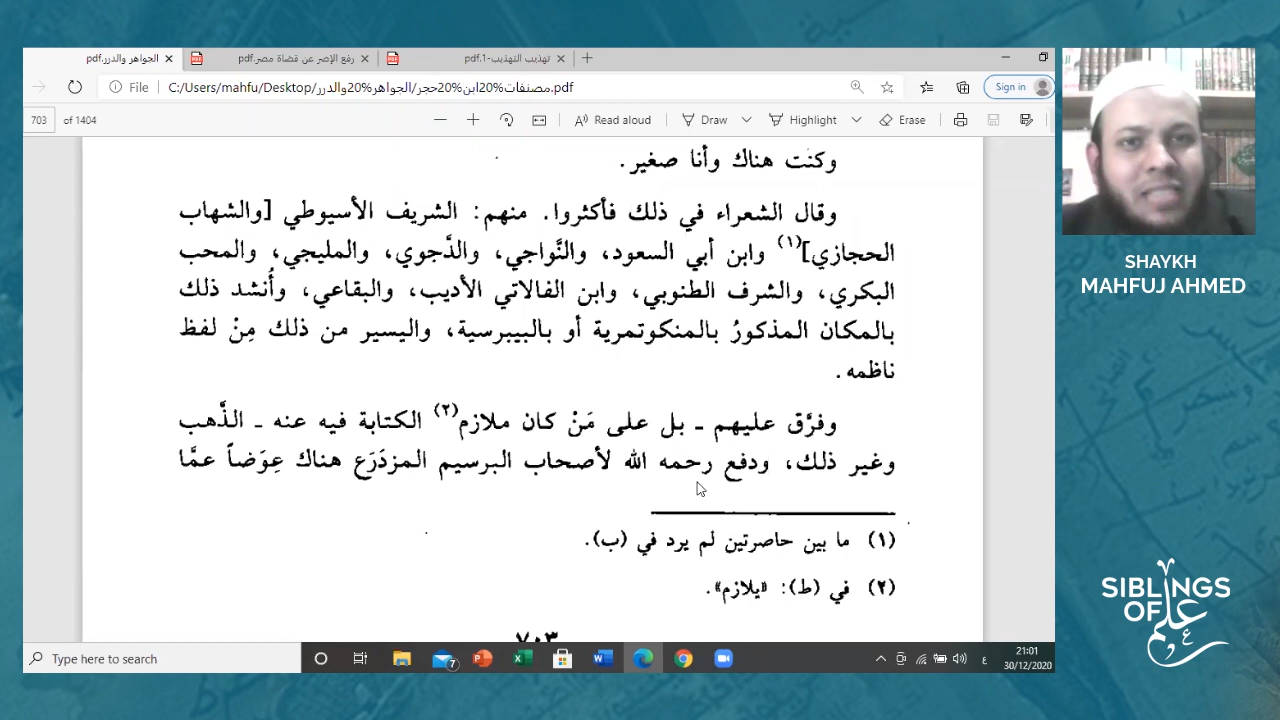 الجواهر والدرر.pdf
رفع الإصر عن قضاة مصر.pdf
تهذيب التهذيب-1.pdf
File
C:/Users/mahfu/Desktop/مصنفات%20ابن%20حجر/الجواهر%20والدرر.pdf
Sign in
703 of 1404
Read aloud
Draw
Highlight
Erase
وكنت هناك وأنا صغير.
وقال الشعراء في ذلك فأكثروا. منهم: الشريف الأسيوطي [والشهاب
الحجازي](١) وابن أبي السعود، والنَّواجي، والدَّجوي، والمليجي، والمحب
البكري، والشرف الطنوبي، وابن الفالاتي الأديب، والبقاعي، وأُنشد ذلك
بالمكان المذكورُ بالمنكوتمرية أو بالبيبرسية، واليسير من ذلك مِنْ لفظ
ناظمه.
وفرَّق عليهم ـ بل على مَنْ كان ملازم(٢) الكتابة فيه عنه ـ الذَّهب
وغير ذلك، ودفع رحمه الله لأصحاب البرسيم المزدَرَع هناك عِوَضاً عمَّا
(١) ما بين حاصرتين لم يرد في (ب).
(٢) في (ط): «يلازم».
٧٠٣
SHAYKH
MAHFUJ AHMED
SIBLINGS
OF علم
Type here to search
7
ع
21:01
30/12/2020